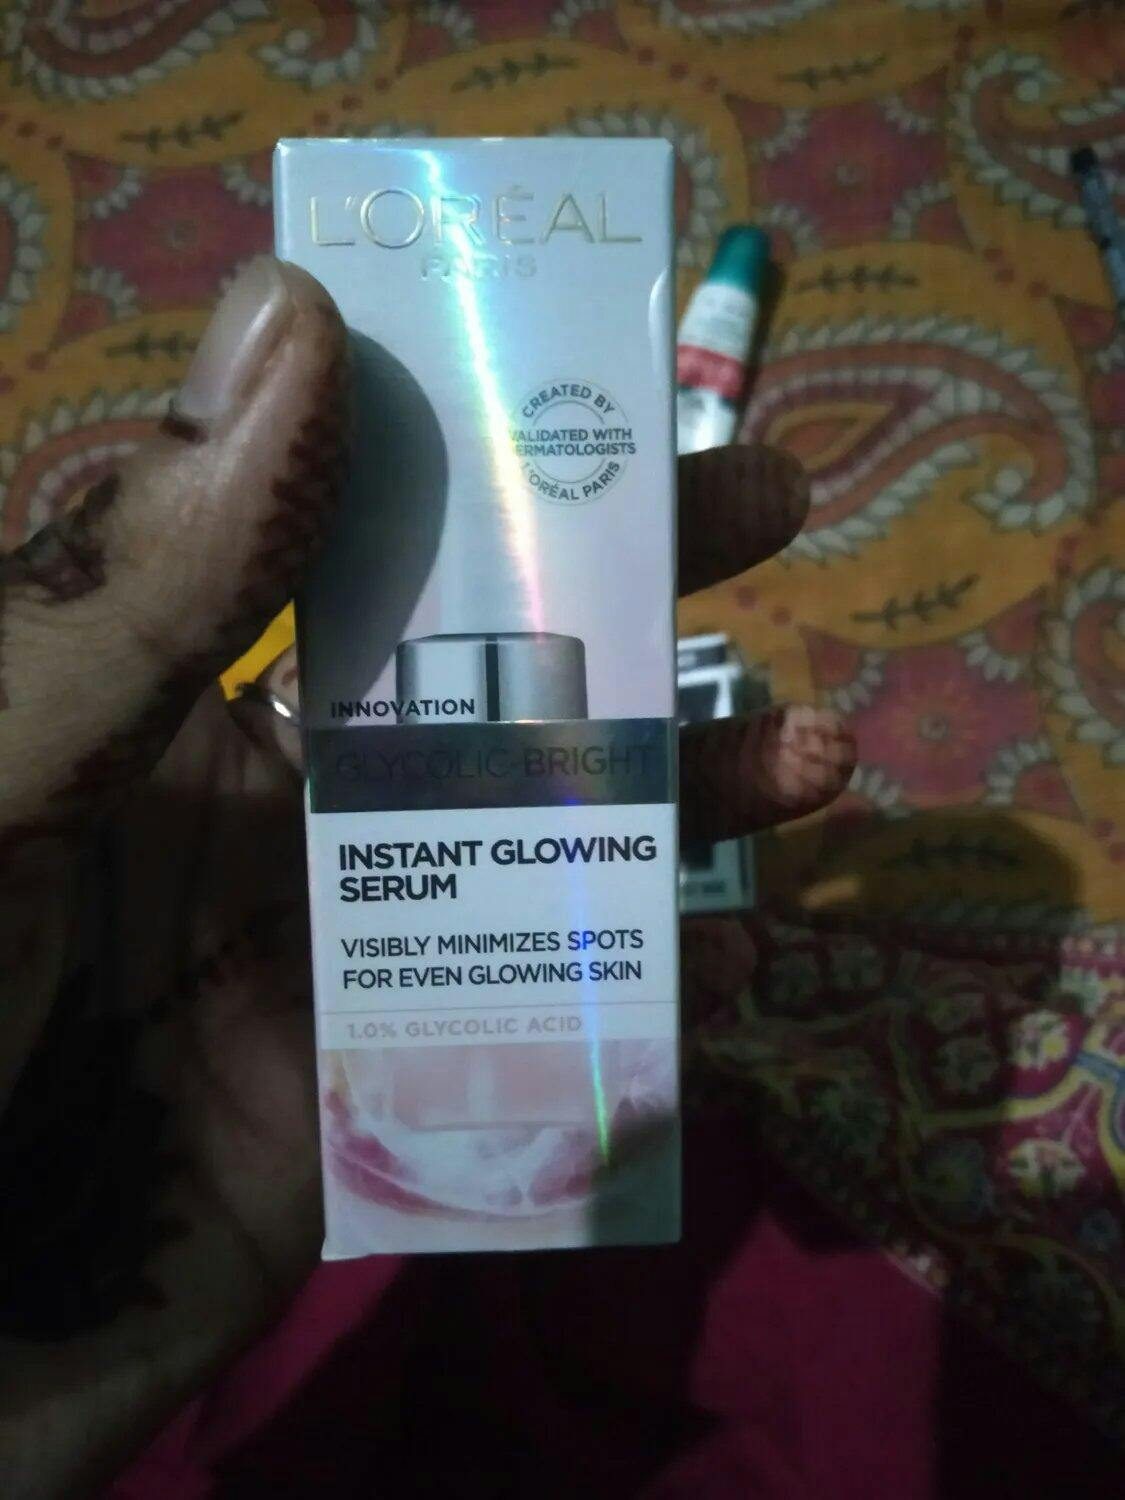 L'ORÉAL
PARIS
CREATED BY
VALIDATED WITH
DERMATOLOGISTS
L'ORÉAL PARIS
INNOVATION
GLYCOLIC-BRIGHT
INSTANT GLOWING
SERUM
VISIBLY MINIMIZES SPOTS
FOR EVEN GLOWING SKIN
1.0% GLYCOLIC ACID